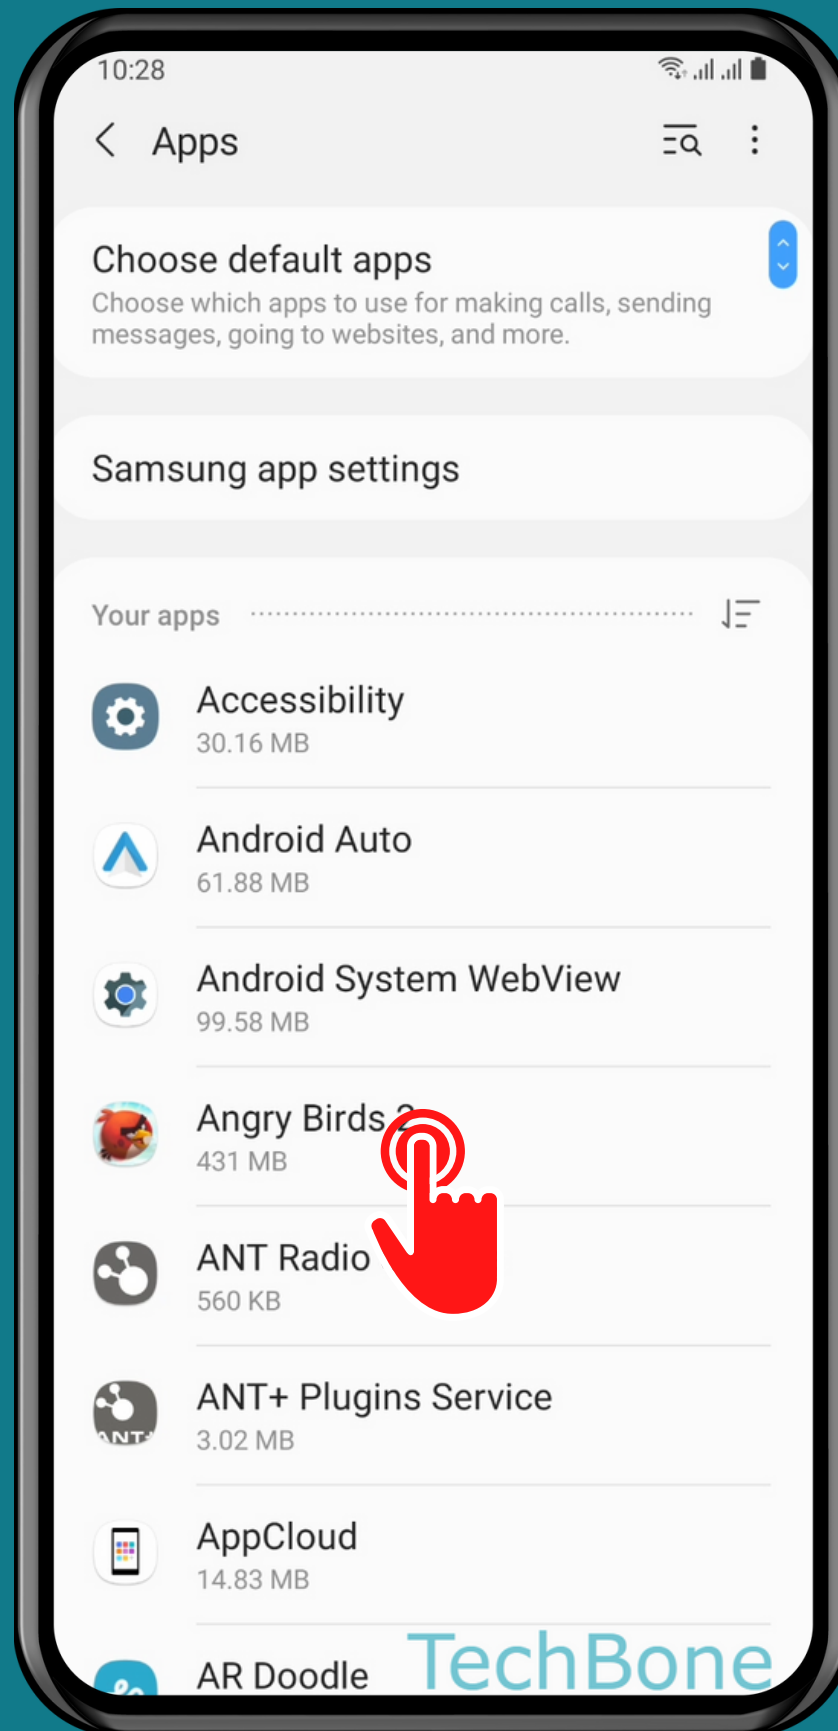 10:28
Apps
Choose default apps
Choose which apps to use for making calls, sending
messages, going to websites, and more.
Samsung app settings
Your apps
Accessibility
30.16 MB
Android Auto
61.88 MB
Android System WebView
99.58 MB
Angry Birds 2
431 MB
ANT Radio
560 KB
ANT+ Plugins Service
3.02 MB
ANT+
AppCloud
14.83 MB
AR Doodle
TechBone